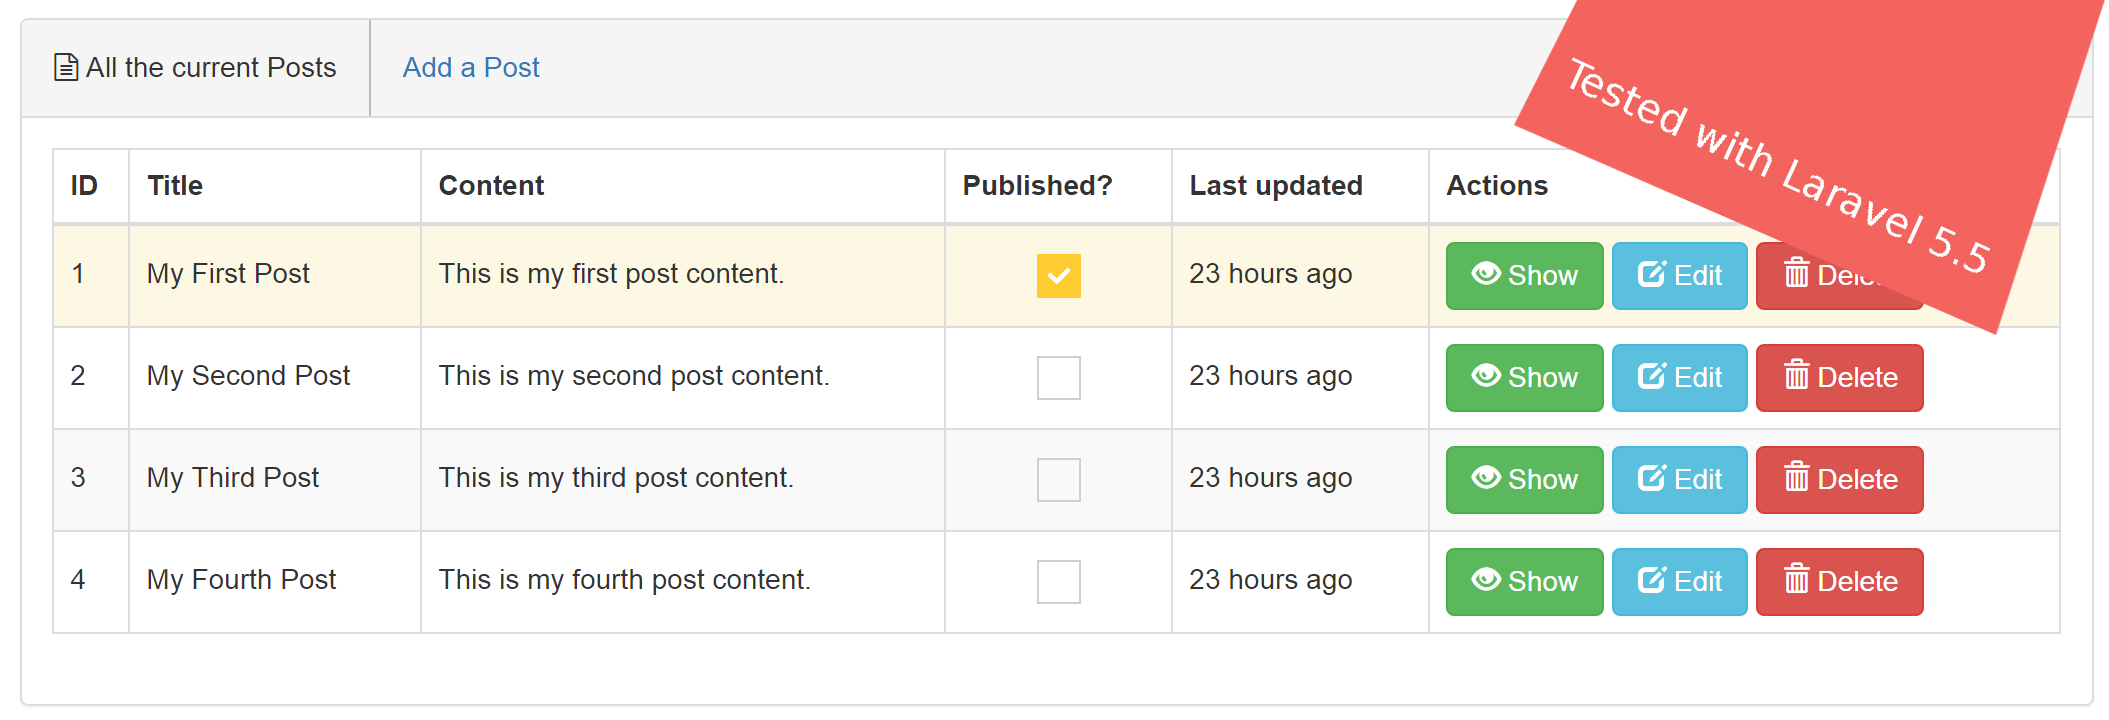 All the current Posts Add a Post
Tested with Laravel 5.5
ID Title Content Published? Last updated Actions
1 My First Post This is my first post content. 23 hours ago Show Edit
2 My Second Post This is my second post content. 23 hours ago Show Edit Delete
3 My Third Post This is my third post content. 23 hours ago Show Edit Delete
4 My Fourth Post This is my fourth post content. 23 hours ago Show Edit Delete